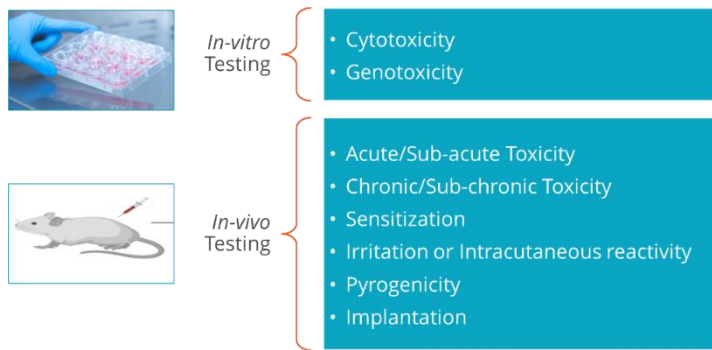 In-vitro
Testing
• Cytotoxicity
• Genotoxicity
In-vivo
Testing
• Acute/Sub-acute Toxicity
• Chronic/Sub-chronic Toxicity
• Sensitization
• Irritation or Intracutaneous reactivity
• Pyrogenicity
• Implantation